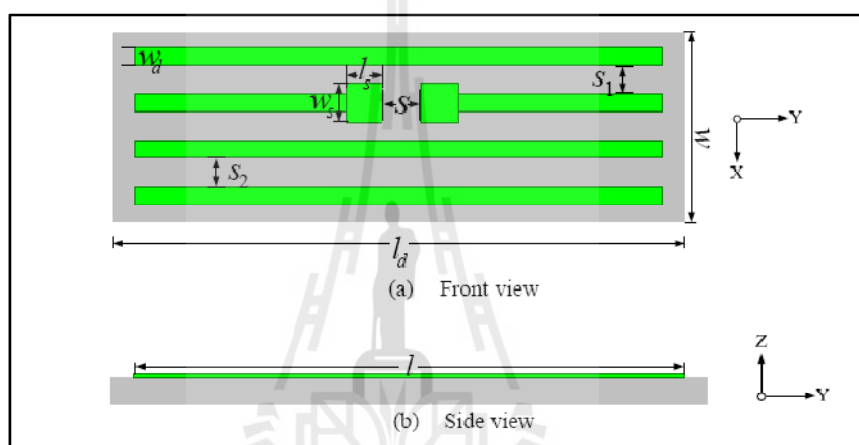 w_d
l_s
w_s
S
s_1
Y
X
w
s_2
l_d
(a) Front view
Z
l
Y
(b) Side view